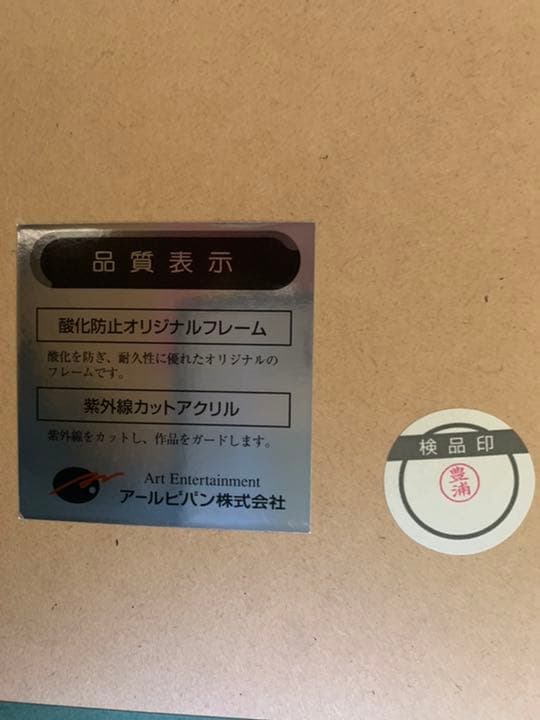 品質表示
酸化防止オリジナルフレーム
酸化を防ぎ、耐久性に優れたオリジナルの
フレームです。
紫外線カットアクリル
紫外線をカットし、作品をガードします。
Art Entertainment
アールビバン株式会社
検品印
豊浦